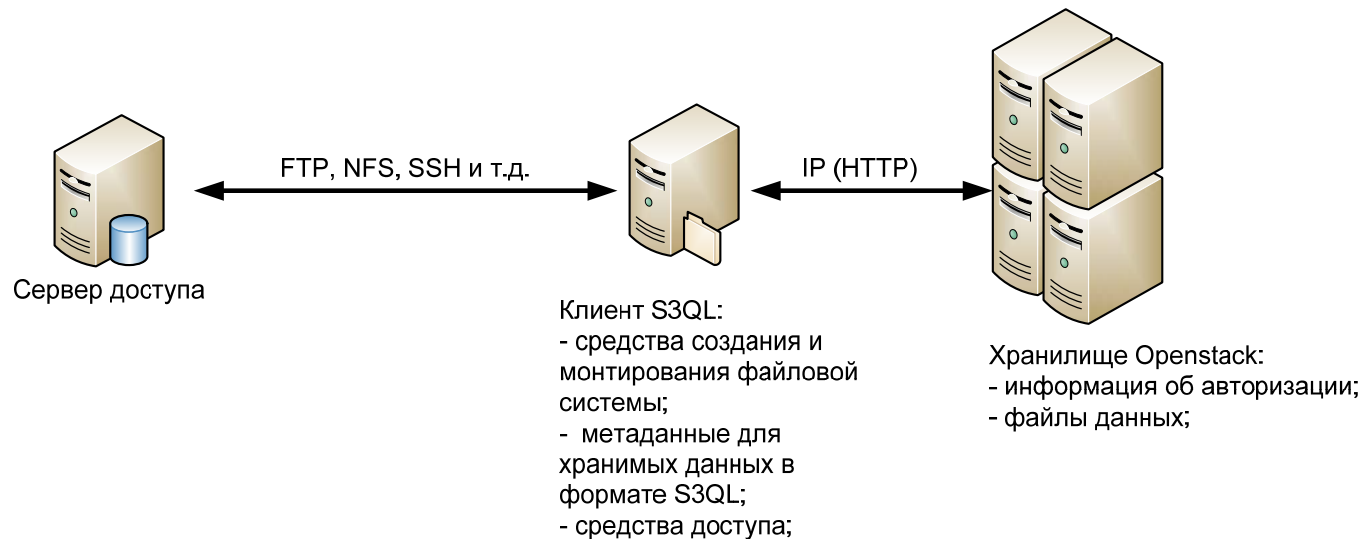 FTP, NFS, SSH и т.д.
IP (HTTP)
Сервер доступа
Клиент S3QL:
- средства создания и
монтирования файловой
системы;
- метаданные для
хранимых данных в
формате S3QL;
- средства доступа;
Хранилище Openstack:
- информация об авторизации;
- файлы данных;